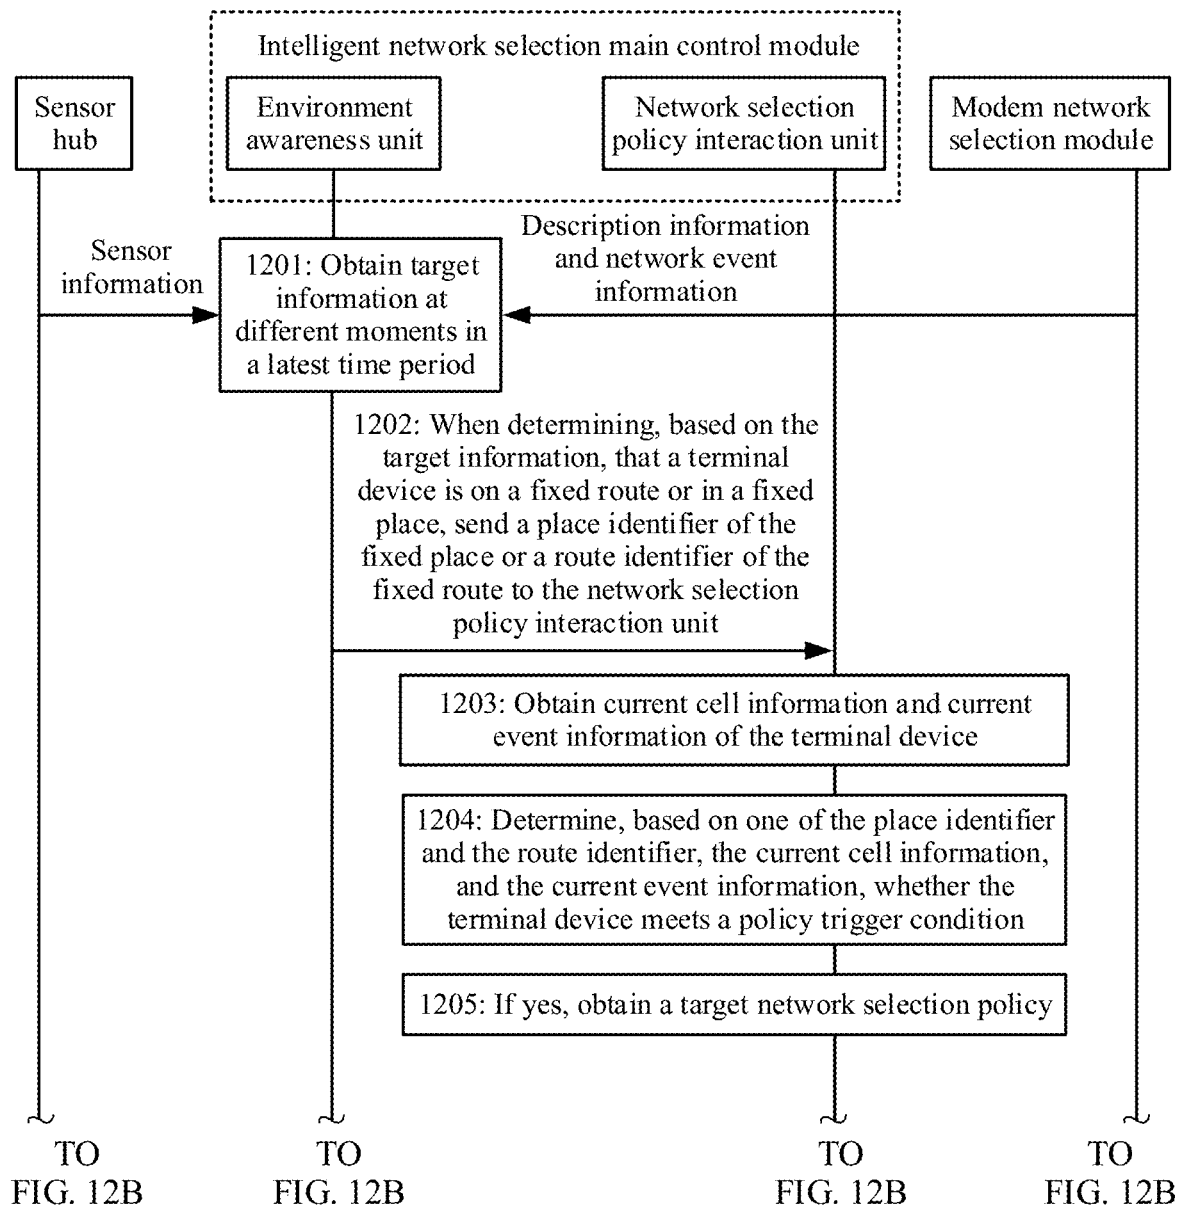 Intelligent network selection main control module
Sensor
hub
Environment
awareness unit
Network selection
policy interaction unit
Modem network
selection module
Sensor
information
1201: Obtain target
information at
different moments in
a latest time period
Description information
and network event
information
1202: When determining, based on the
target information, that a terminal
device is on a fixed route or in a fixed
place, send a place identifier of the
fixed place or a route identifier of the
fixed route to the network selection
policy interaction unit
1203: Obtain current cell information and current
event information of the terminal device
1204: Determine, based on one of the place identifier
and the route identifier, the current cell information,
and the current event information, whether the
terminal device meets a policy trigger condition
1205: If yes, obtain a target network selection policy
TO
FIG. 12B
TO
FIG. 12B
TO
FIG. 12B
TO
FIG. 12B